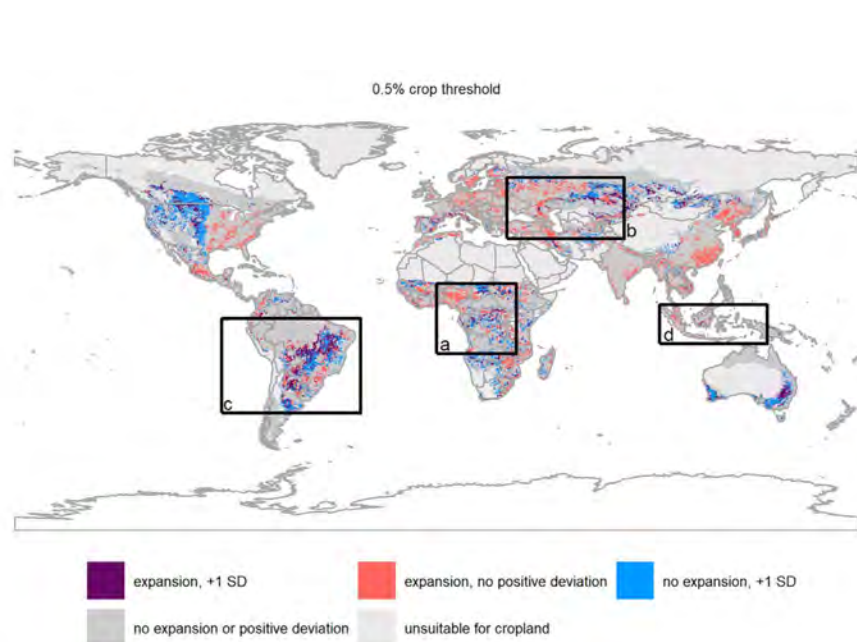 0.5% crop threshold
b
a
d
c
expansion, +1 SD
expansion, no positive deviation
no expansion, +1 SD
no expansion or positive deviation
unsuitable for cropland